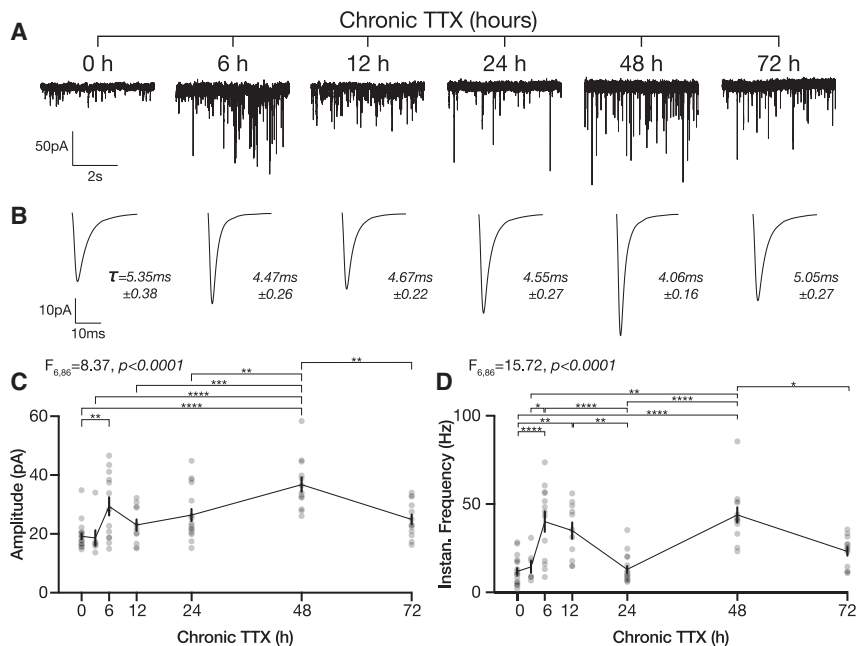 A
Chronic TTX (hours)
0 h 6 h 12 h 24 h 48 h 72 h
50pA
2s
B
τ=5.35ms ±0.38
4.47ms ±0.26
4.67ms ±0.22
4.55ms ±0.27
4.06ms ±0.16
5.05ms ±0.27
10pA
10ms
C
F6,86=8.37, p<0.0001
**
**
***
****
****
**
60
40
20
0
Amplitude (pA)
0 6 12 24 48 72
Chronic TTX (h)
D
F6,86=15.72, p<0.0001
*
**
* **** ****
****
** **
****
100
50
0
Instan. Frequency (Hz)
0 6 12 24 48 72
Chronic TTX (h)